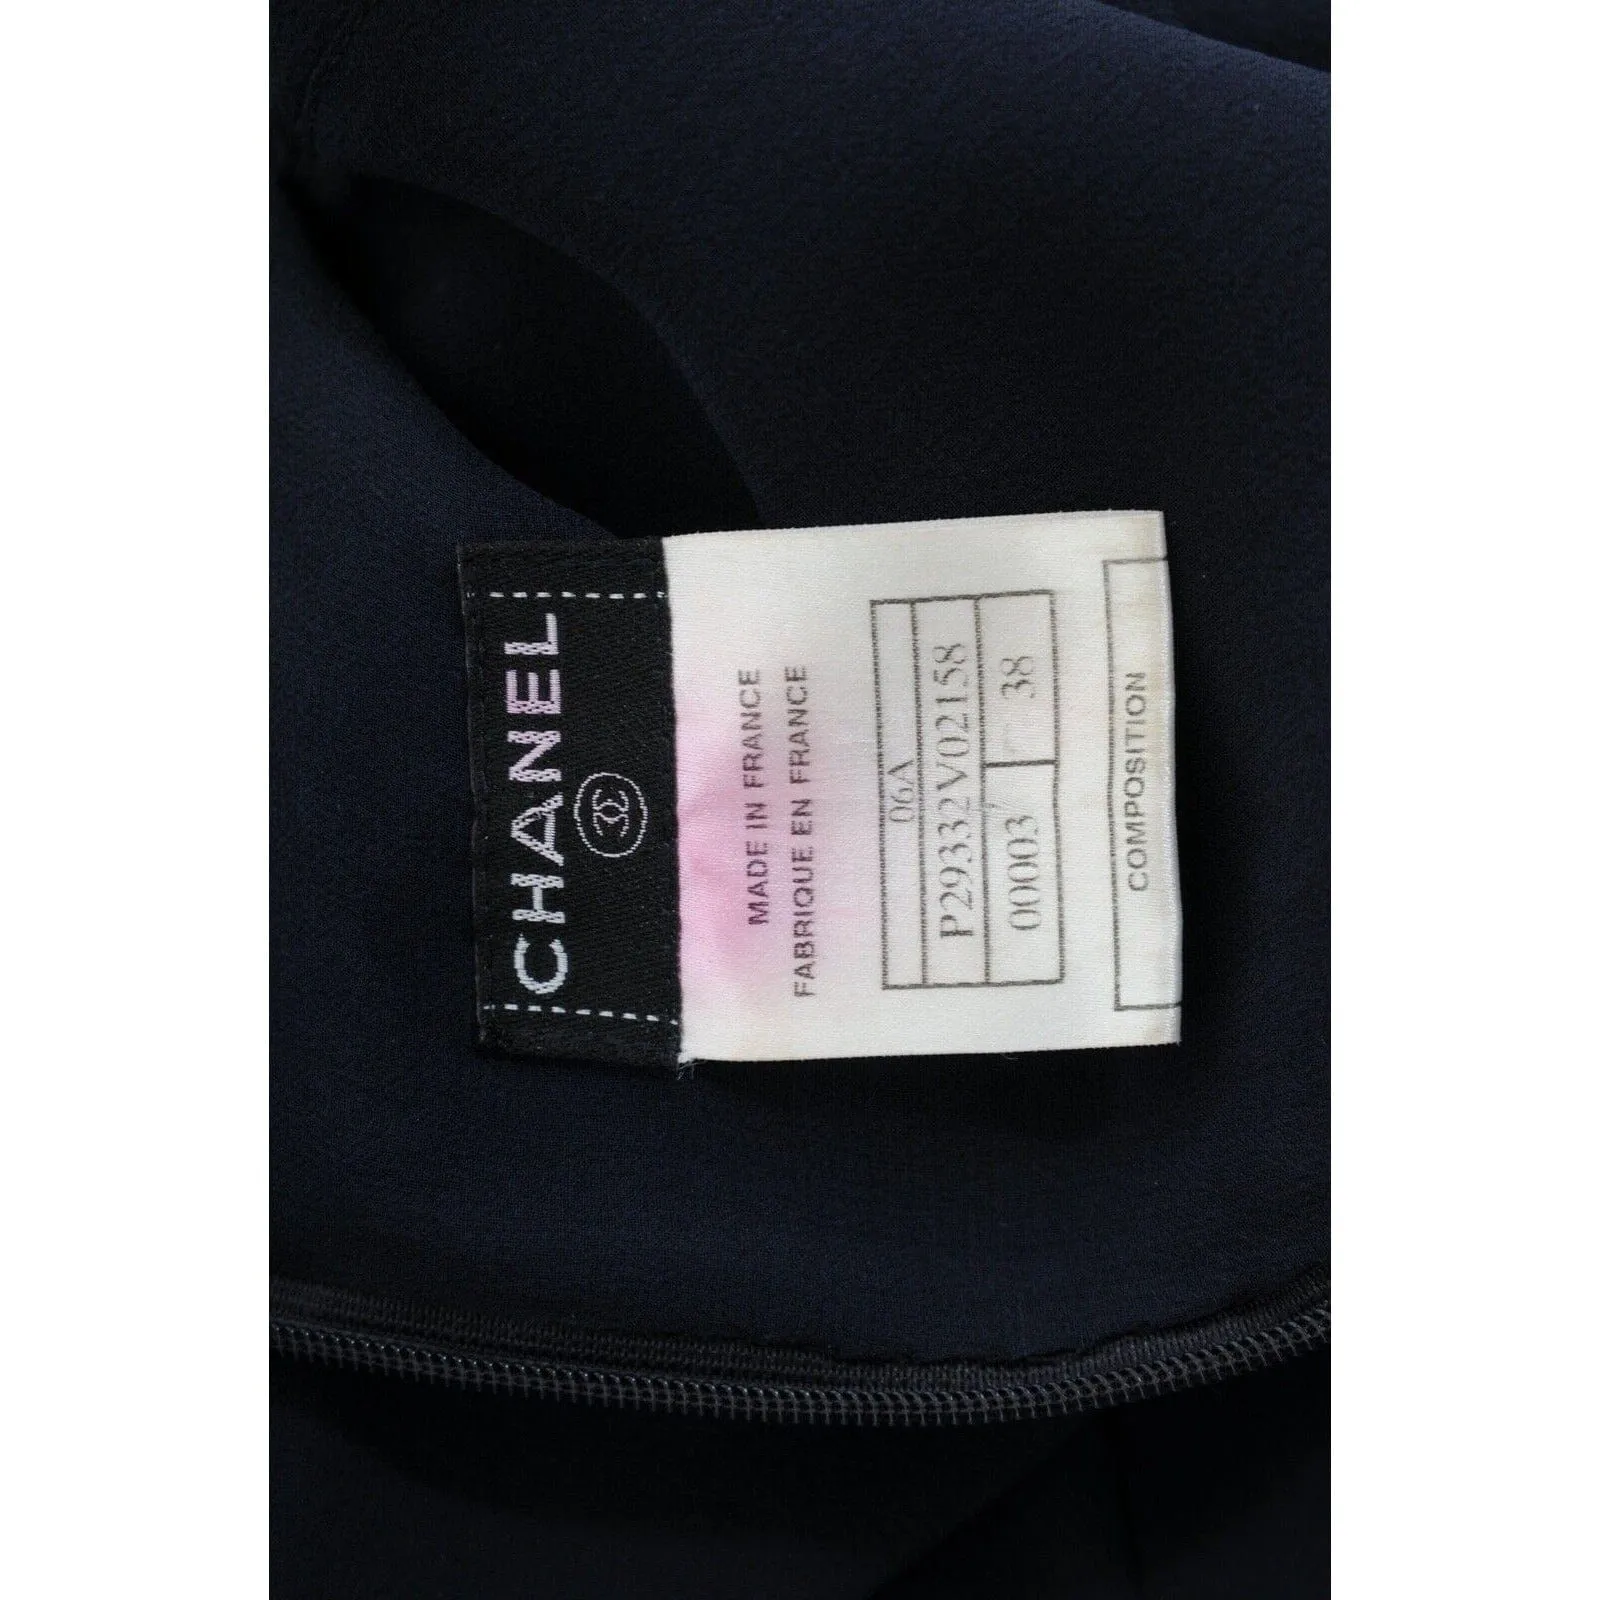 CHANEL
MADE IN FRANCE
FABRIQUE EN FRANCE
06A
P29332V02158
00003 38
COMPOSITION